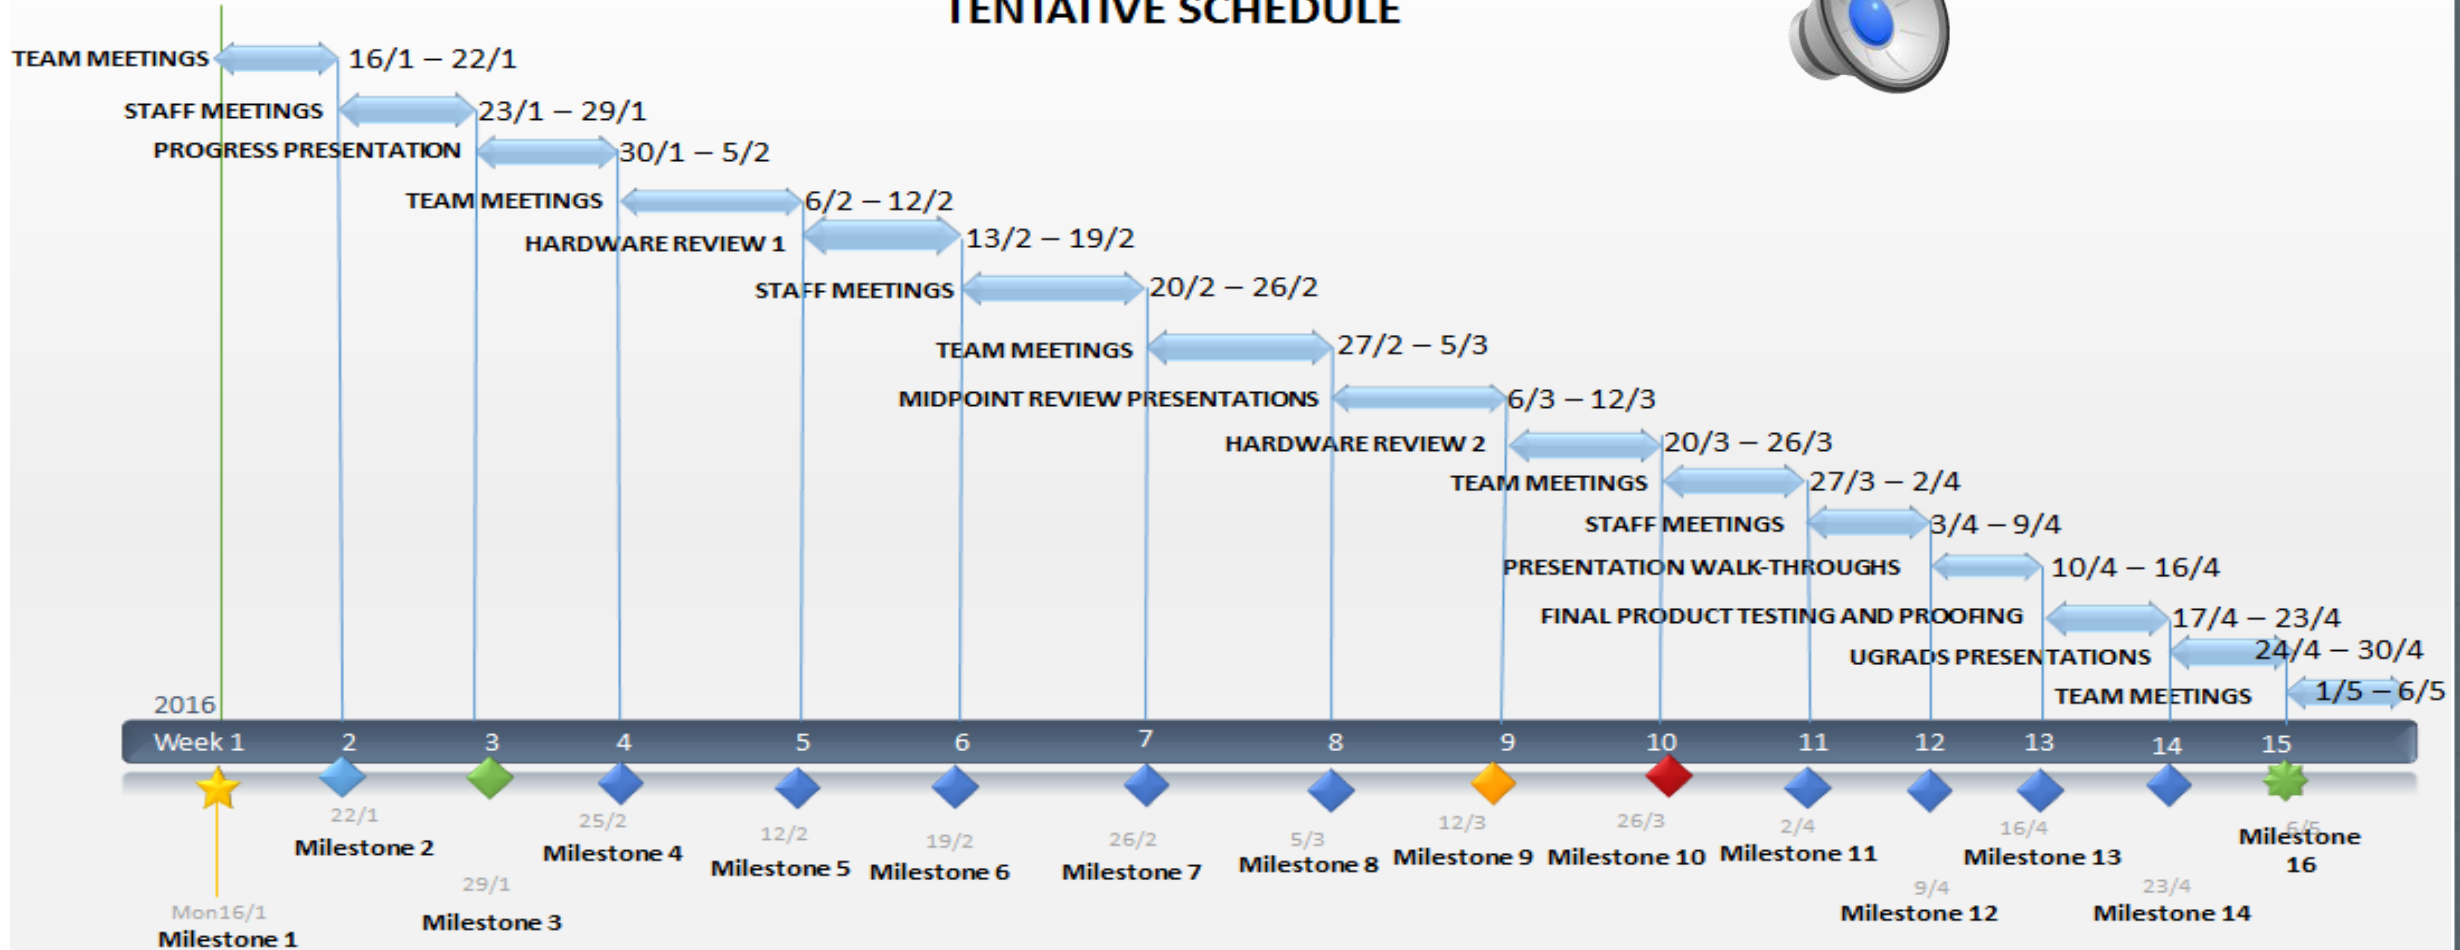 TENTATIVE SCHEDULE
TEAM MEETINGS 16/1 – 22/1
STAFF MEETINGS 23/1 – 29/1
PROGRESS PRESENTATION 30/1 – 5/2
TEAM MEETINGS 6/2 – 12/2
HARDWARE REVIEW 1 13/2 – 19/2
STAFF MEETINGS 20/2 – 26/2
TEAM MEETINGS 27/2 – 5/3
MIDPOINT REVIEW PRESENTATIONS 6/3 – 12/3
HARDWARE REVIEW 2 20/3 – 26/3
TEAM MEETINGS 27/3 – 2/4
STAFF MEETINGS 3/4 – 9/4
PRESENTATION WALK-THROUGHS 10/4 – 16/4
FINAL PRODUCT TESTING AND PROOFING 17/4 – 23/4
UGRADS PRESENTATIONS 24/4 – 30/4
TEAM MEETINGS 1/5 – 6/5
2016
Week 1 2 3 4 5 6 7 8 9 10 11 12 13 14 15
Mon16/1
Milestone 1
22/1
Milestone 2
29/1
Milestone 3
25/2
Milestone 4
12/2
Milestone 5
19/2
Milestone 6
26/2
Milestone 7
5/3
Milestone 8
12/3
Milestone 9
26/3
Milestone 10
2/4
Milestone 11
9/4
Milestone 12
16/4
Milestone 13
23/4
Milestone 14
6/5
Milestone
16